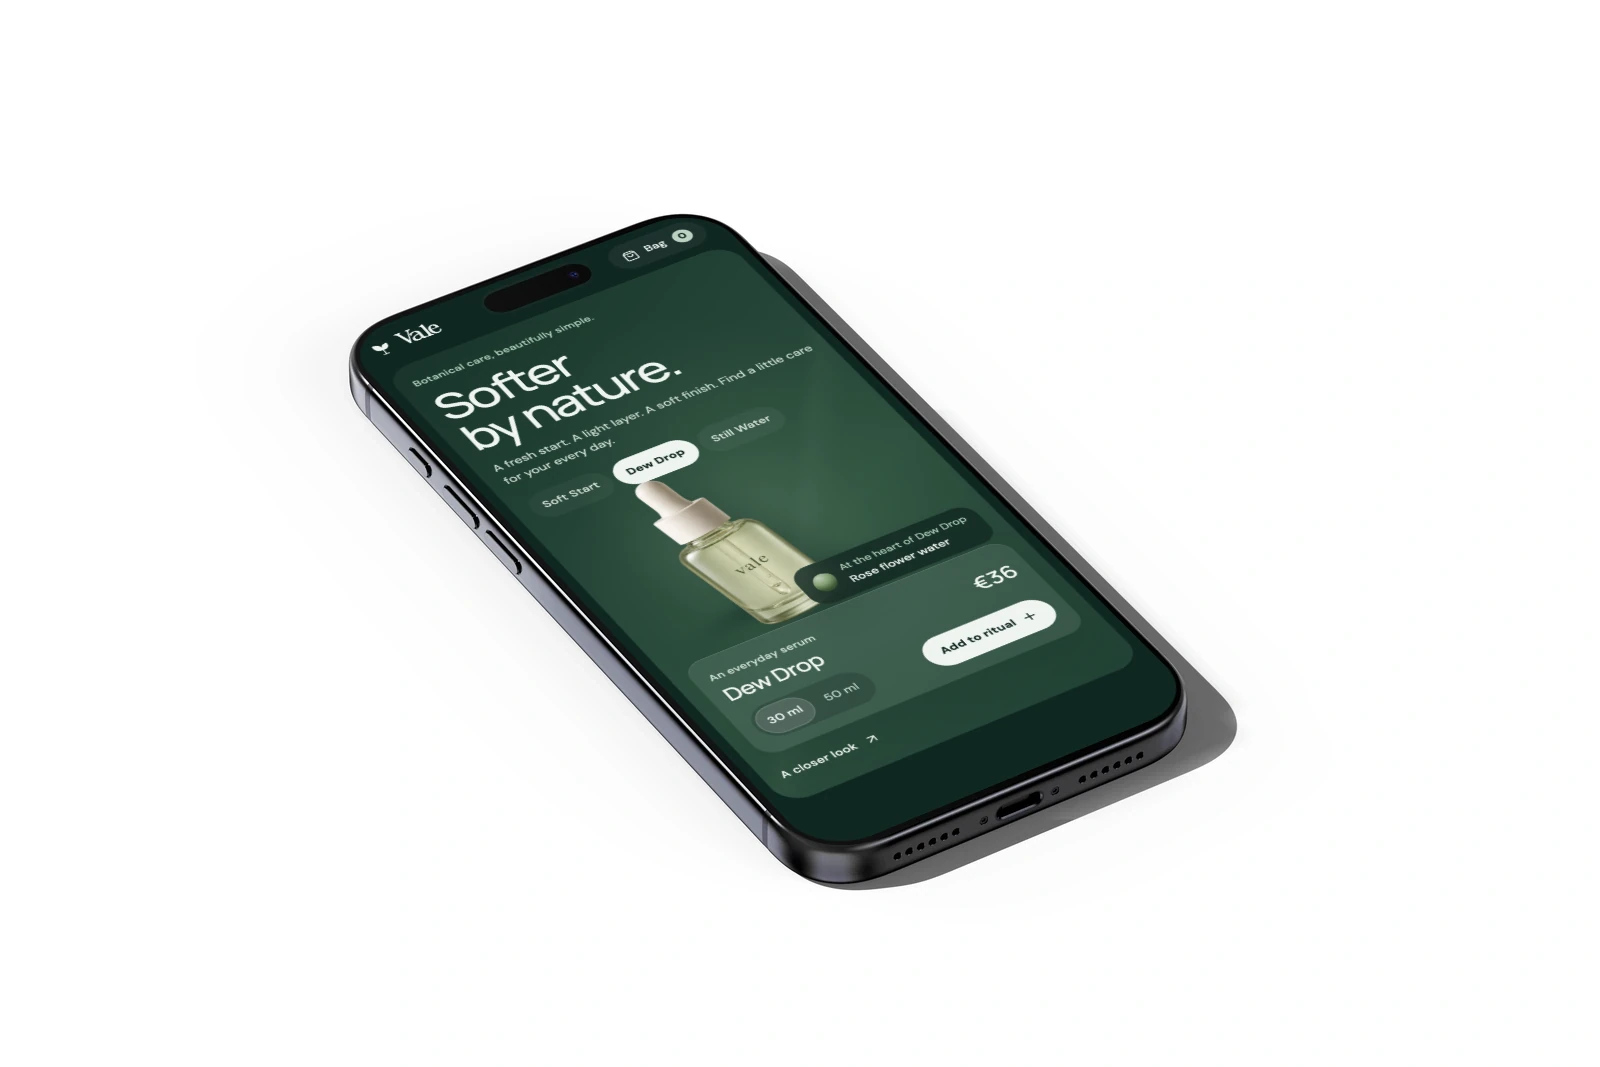 Vale
Bag 0
Botanical care, beautifully simple.
Softer
by nature.
A fresh start. A light layer. A soft finish. Find a little care
for your every day.
Soft Start
Dew Drop
Still Water
vale
At the heart of Dew Drop
Rose flower water
An everyday serum
Dew Drop
€36
30 ml
50 ml
Add to ritual +
A closer look